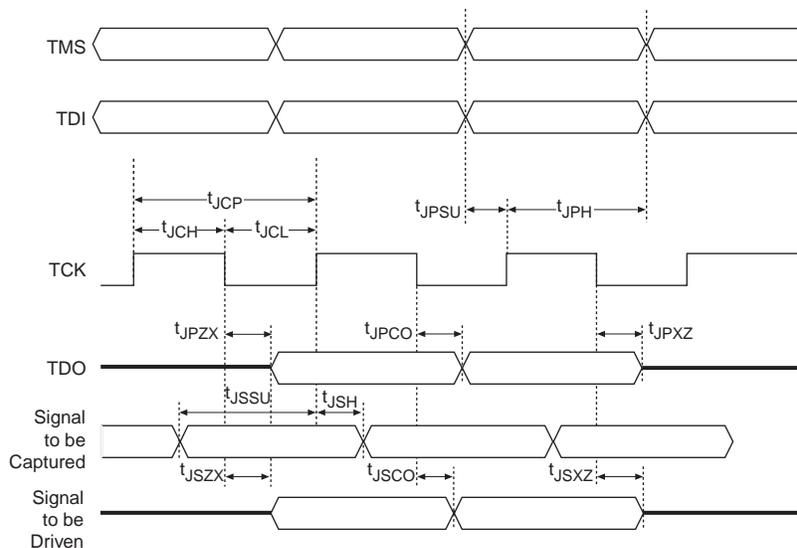 TMS
TDI
tJCP
tJPSU
tJPH
tJCH
tJCL
TCK
tJPZX
tJPCO
tJPXZ
TDO
tJSSU
tJSH
Signal
to be
Captured
tJSZX
tJSCO
tJSXZ
Signal
to be
Driven